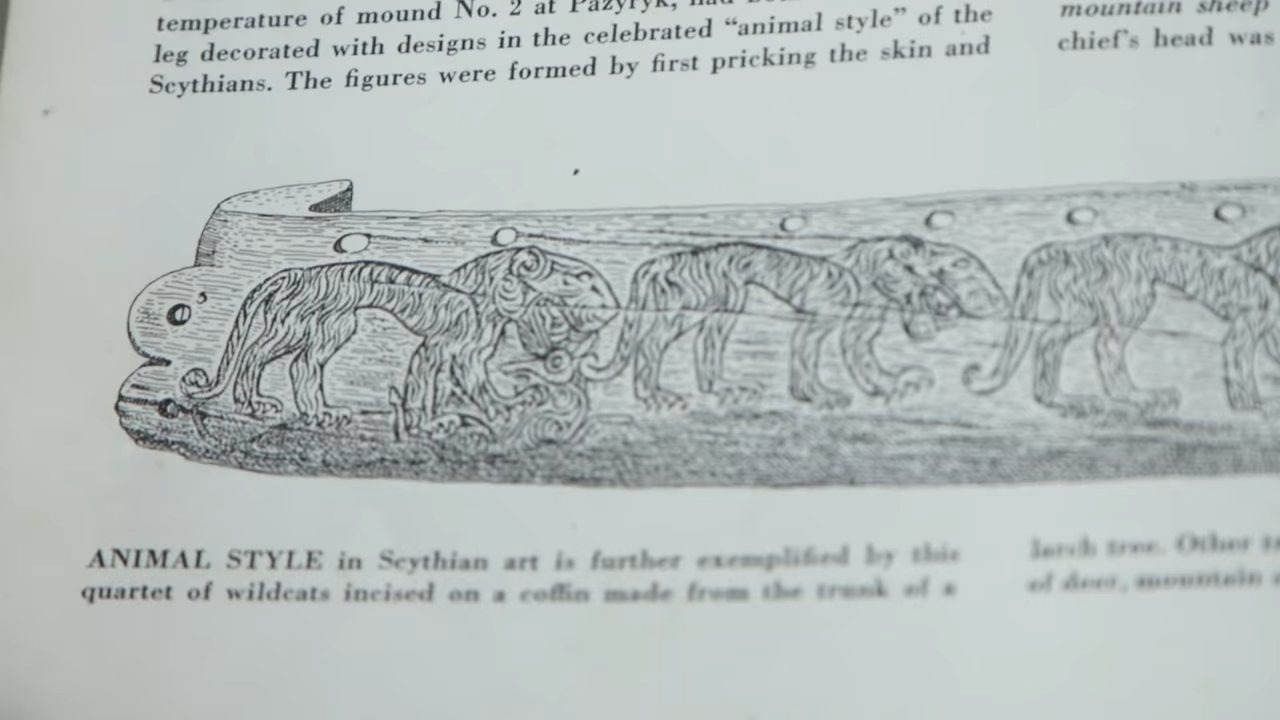 temperature of mound No. 2 at Pazyryk, had
leg decorated with designs in the celebrated “animal style” of the
Scythians. The figures were formed by first pricking the skin and
mountain sheep
chief's head was
ANIMAL STYLE in Scythian art is further exemplified by this
quartet of wildcats incised on a coffin made from the trunk of a
larch tree. Other
of deer, mountain